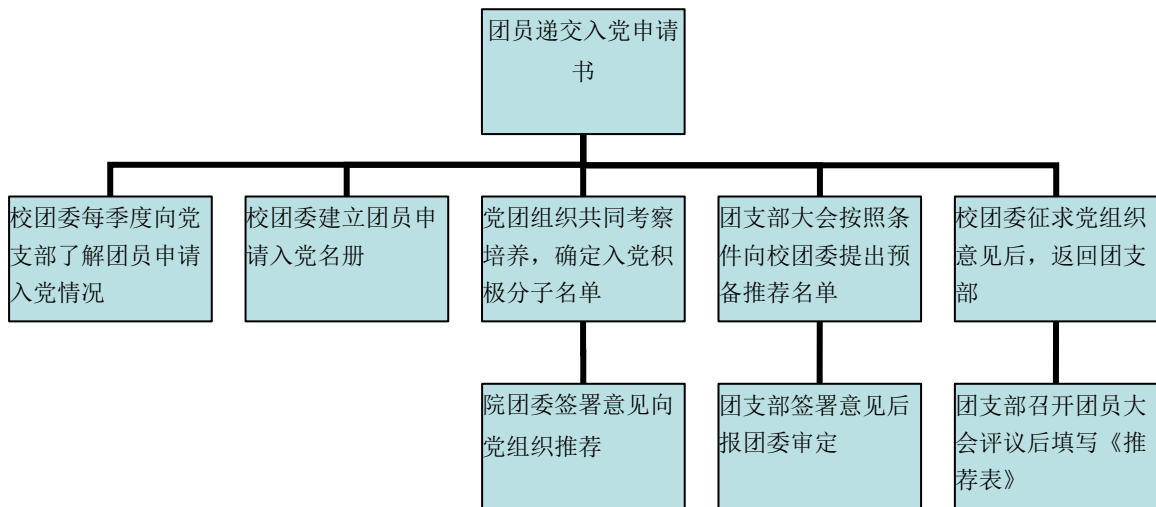 团员递交入党申请
书
校团委每季度向党
支部了解团员申请
入党情况
校团委建立团员申
请入党名册
党团组织共同考察
培养，确定入党积
极分子名单
团支部大会按照条
件向校团委提出预
备推荐名单
校团委征求党组织
意见后，返回团支
部
院团委签署意见向
党组织推荐
团支部签署意见后
报团委审定
团支部召开团员大
会评议后填写《推
荐表》